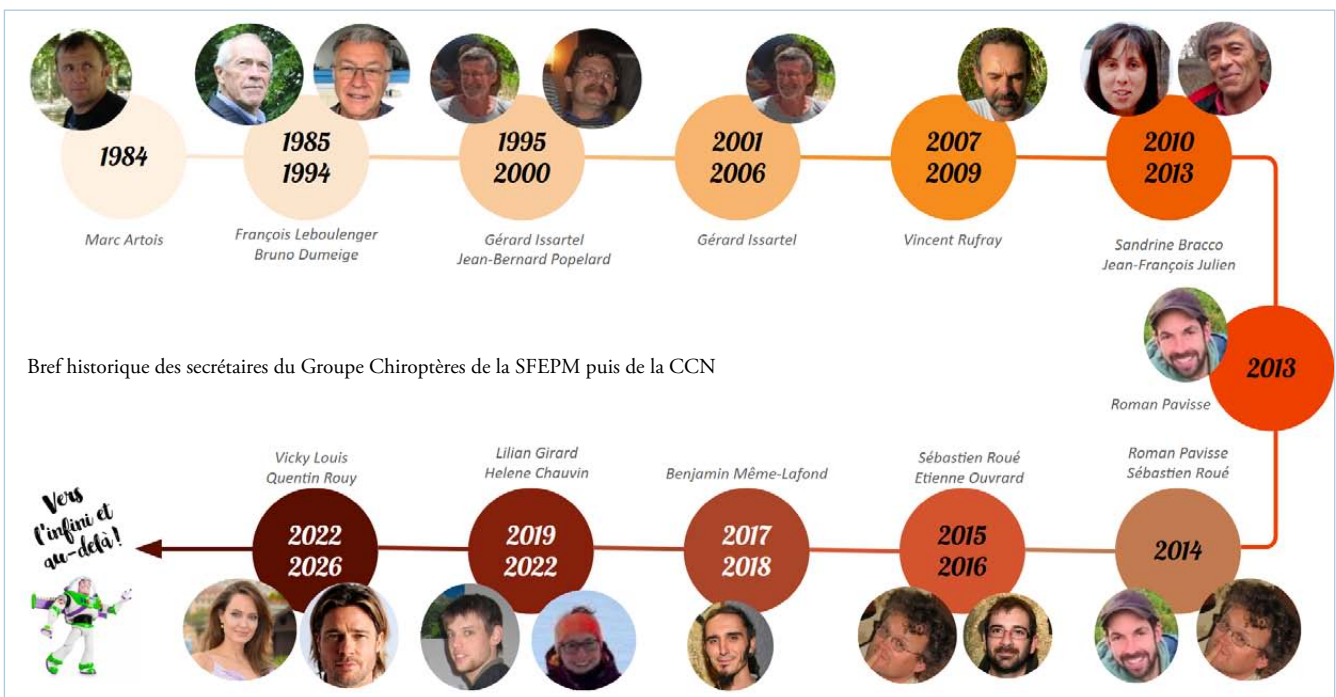 1984
1985
1994
1995
2000
2001
2006
2007
2009
2010
2013
Marc Artois
François Leboulenger
Bruno Dumeige
Gérard Issartel
Jean-Bernard Popelard
Gérard Issartel
Vincent Rufray
Sandrine Bracco
Jean-François Julien
Bref historique des secrétaires du Groupe Chiroptères de la SFEPM puis de la CCN
2013
Roman Pavisse
Roman Pavisse
Sébastien Roué
2014
Sébastien Roué
Etienne Ouvrard
2015
2016
Benjamin Même-Lafond
2017
2018
Lilian Girard
Helene Chauvin
2019
2022
Vicky Louis
Quentin Rouy
2022
2026
Vers
l'infini et
au-delà!